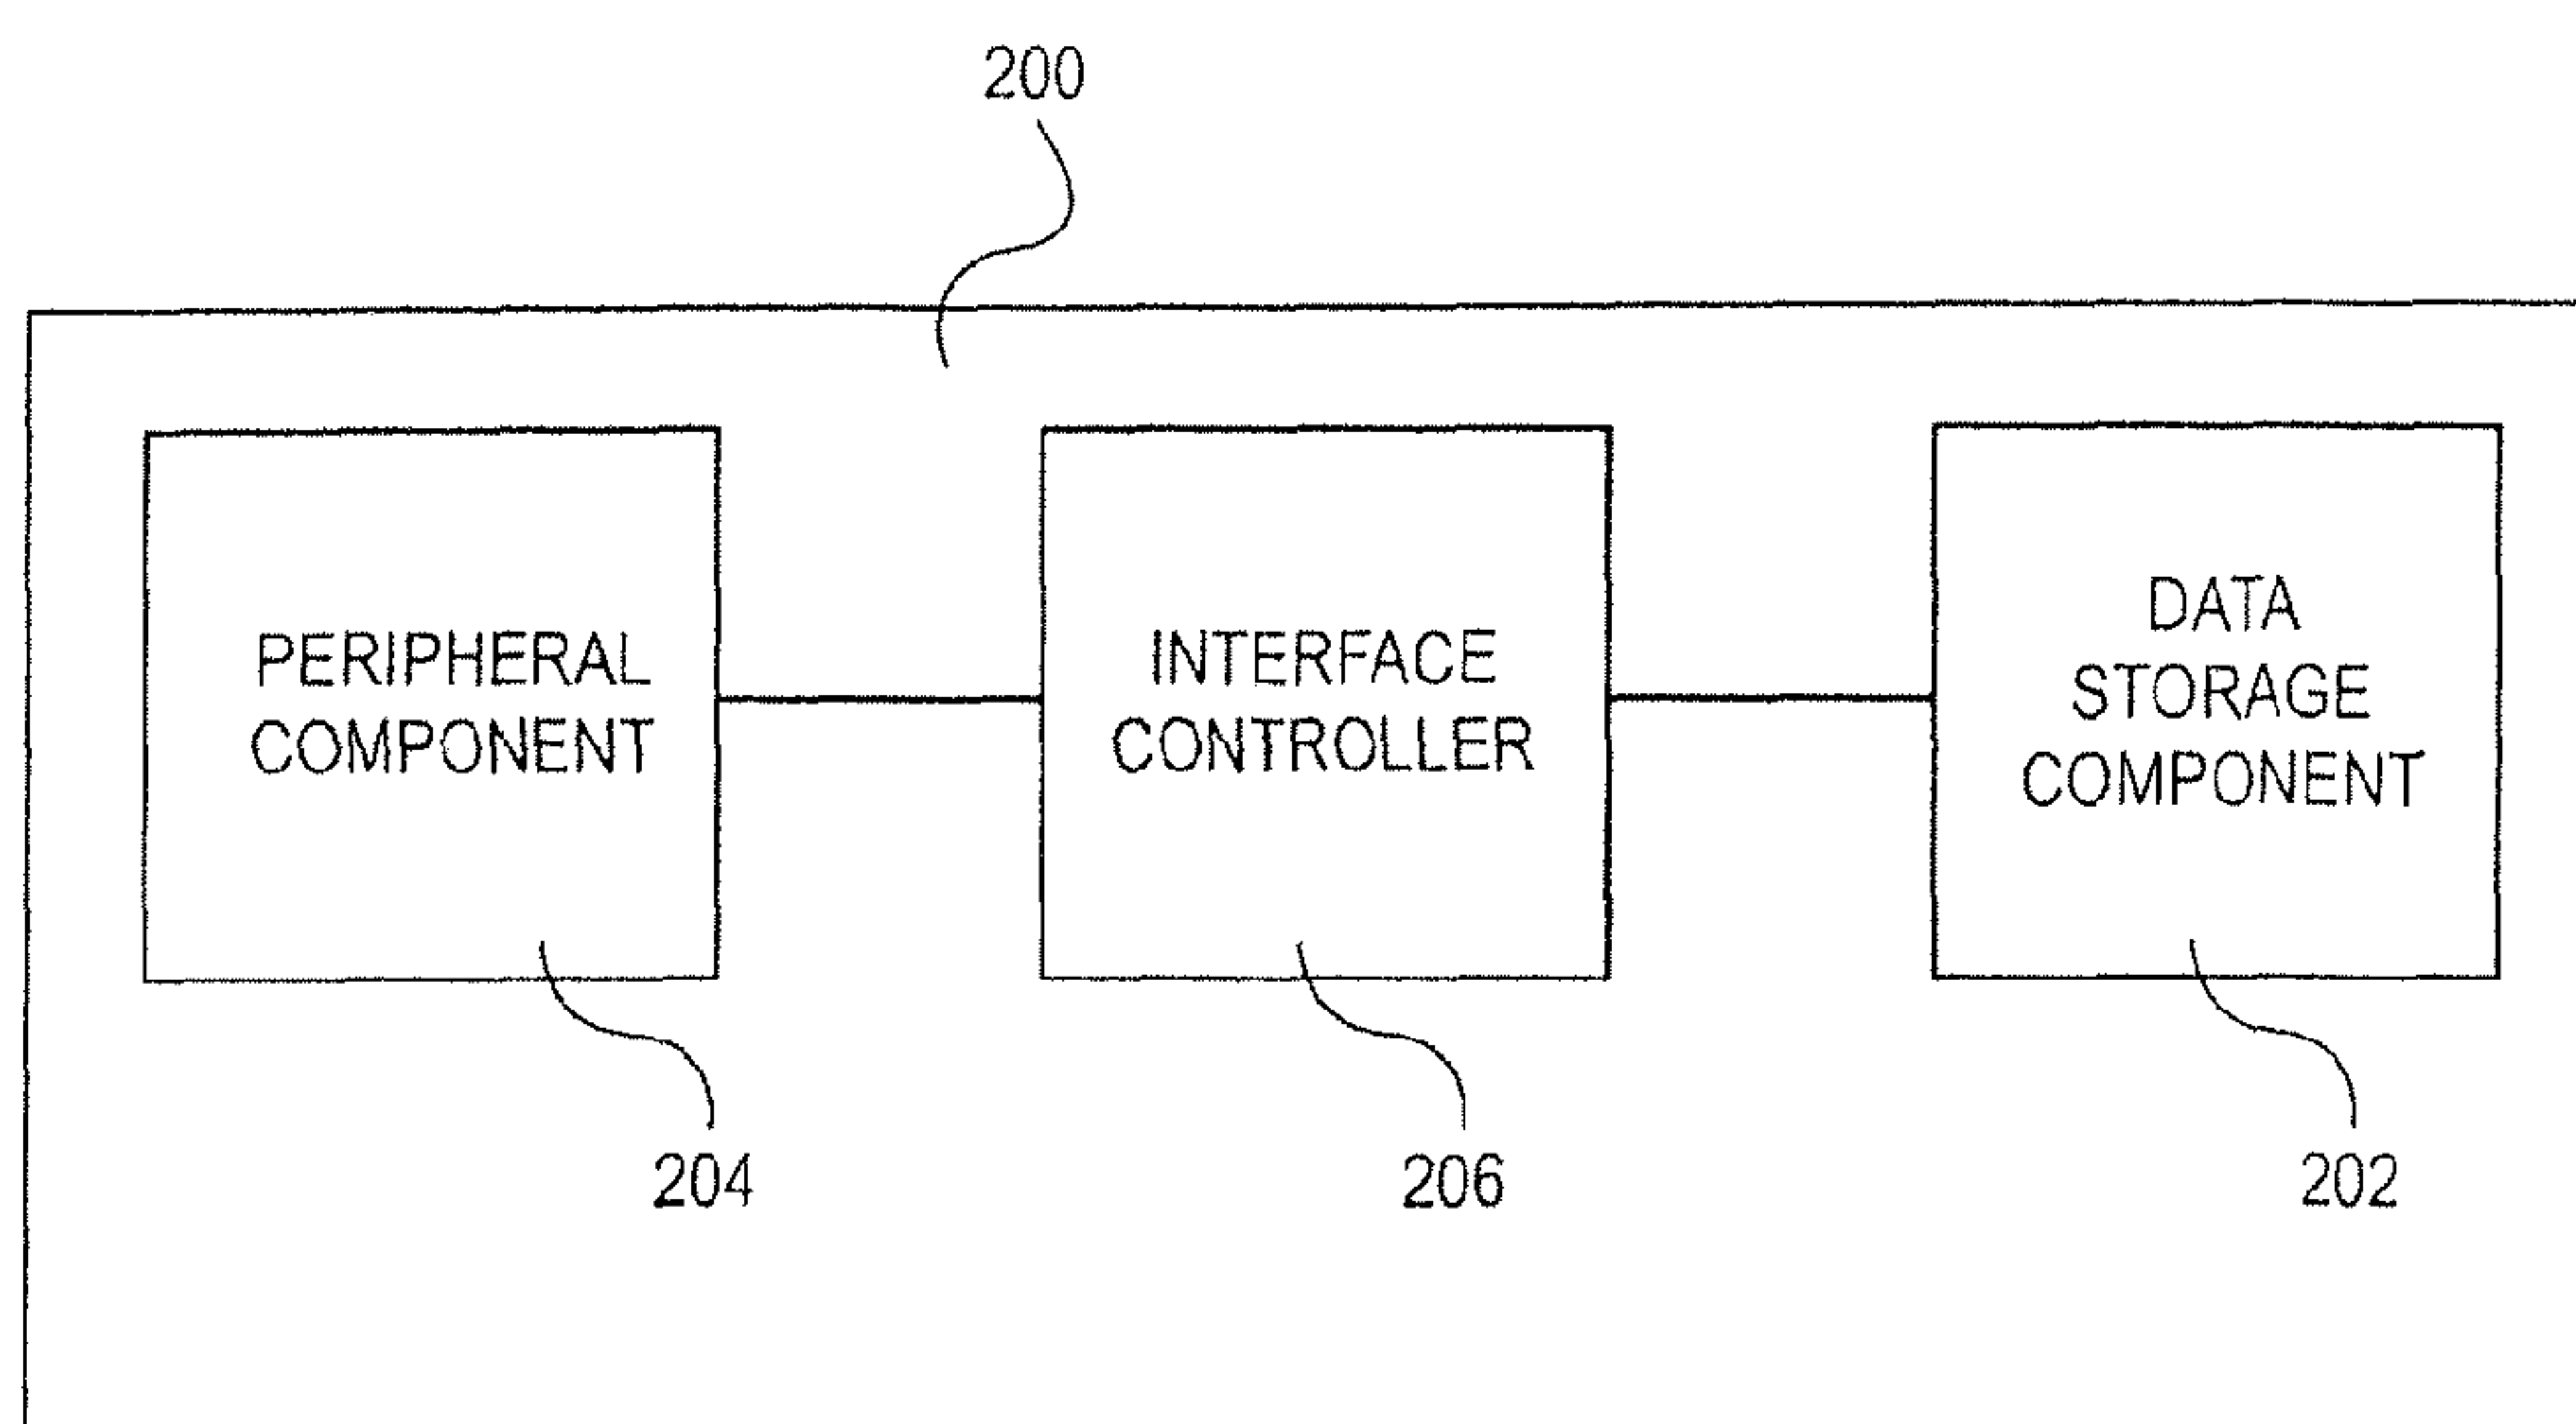 200
PERIPHERAL
COMPONENT
INTERFACE
CONTROLLER
DATA
STORAGE
COMPONENT
204
206
202